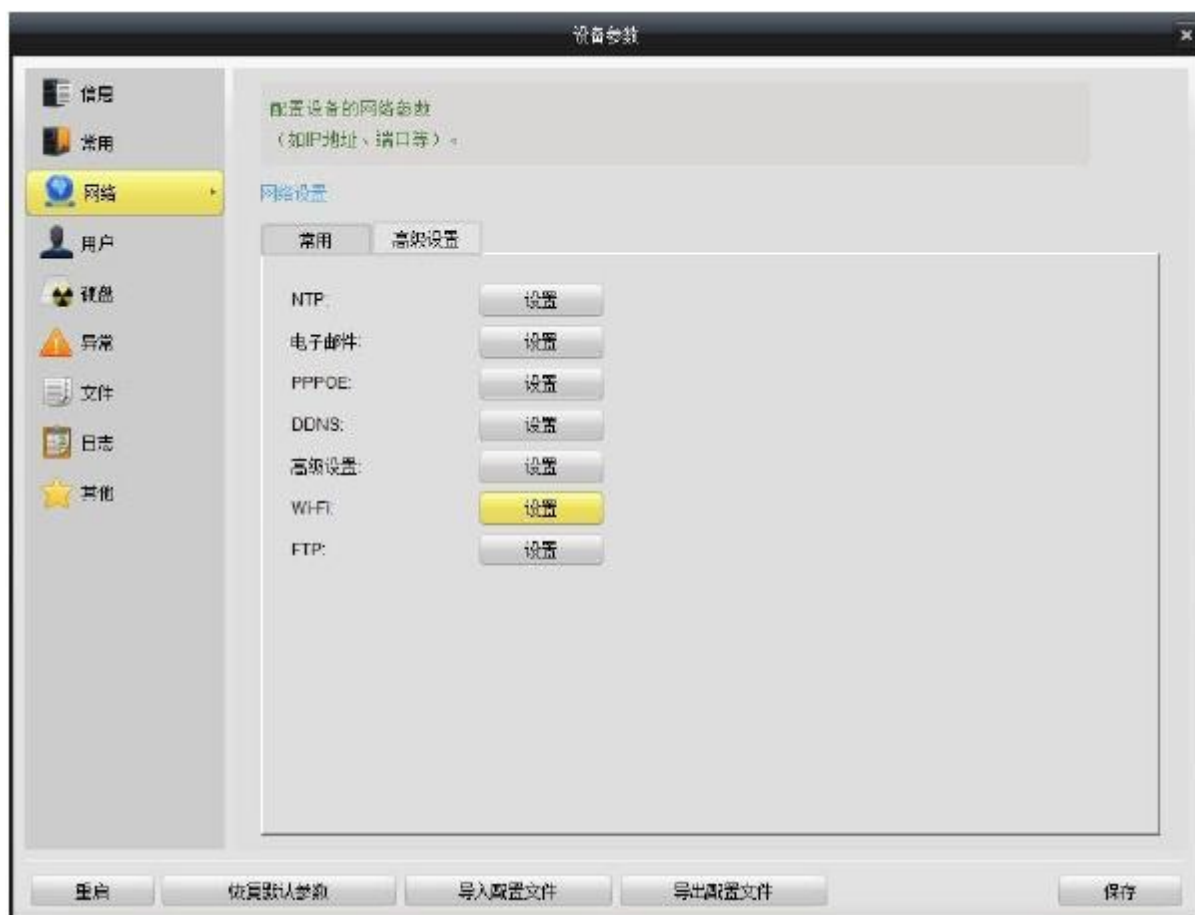 设备参数
信息
常用
网络
用户
硬盘
异常
文件
日志
其他
配置设备的网络参数
（如IP地址、端口等）。
网络设置
常用 高级设置
NTP: 设置
电子邮件: 设置
PPPOE: 设置
DDNS: 设置
高级设置: 设置
Wi-Fi: 设置
FTP: 设置
重启 恢复默认参数 导入配置文件 导出配置文件 保存